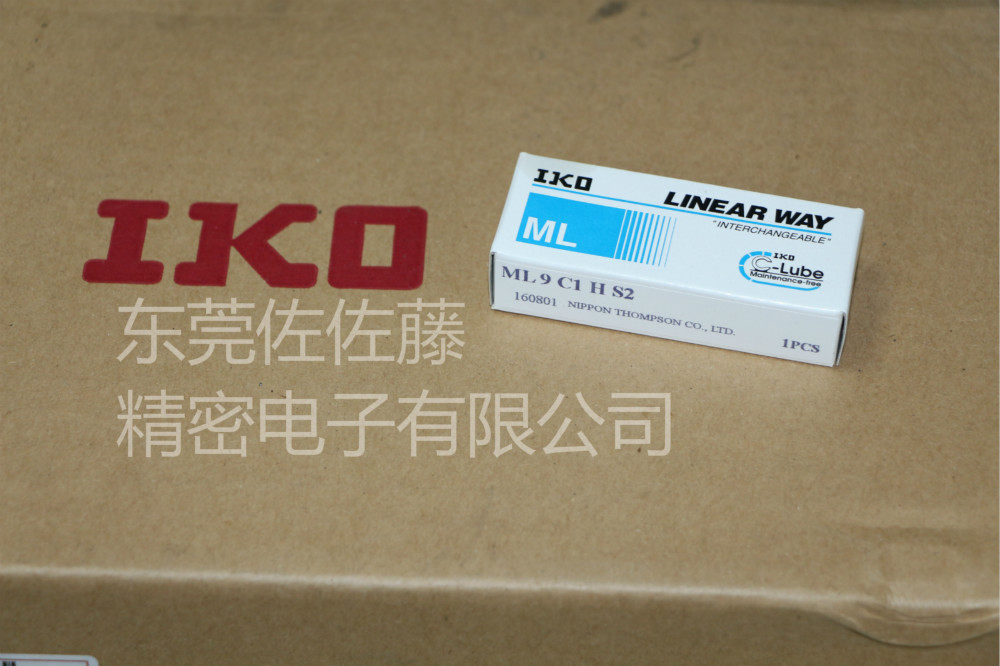 IKO
LINEAR WAY
"INTERCHANGEABLE"
ML
IKO
C-Lube
Maintenance-free
ML 9 C1 H S2
160801 NIPPON THOMPSON CO., LTD.
1PCS
IKO
东莞佐佐藤
精密电子有限公司